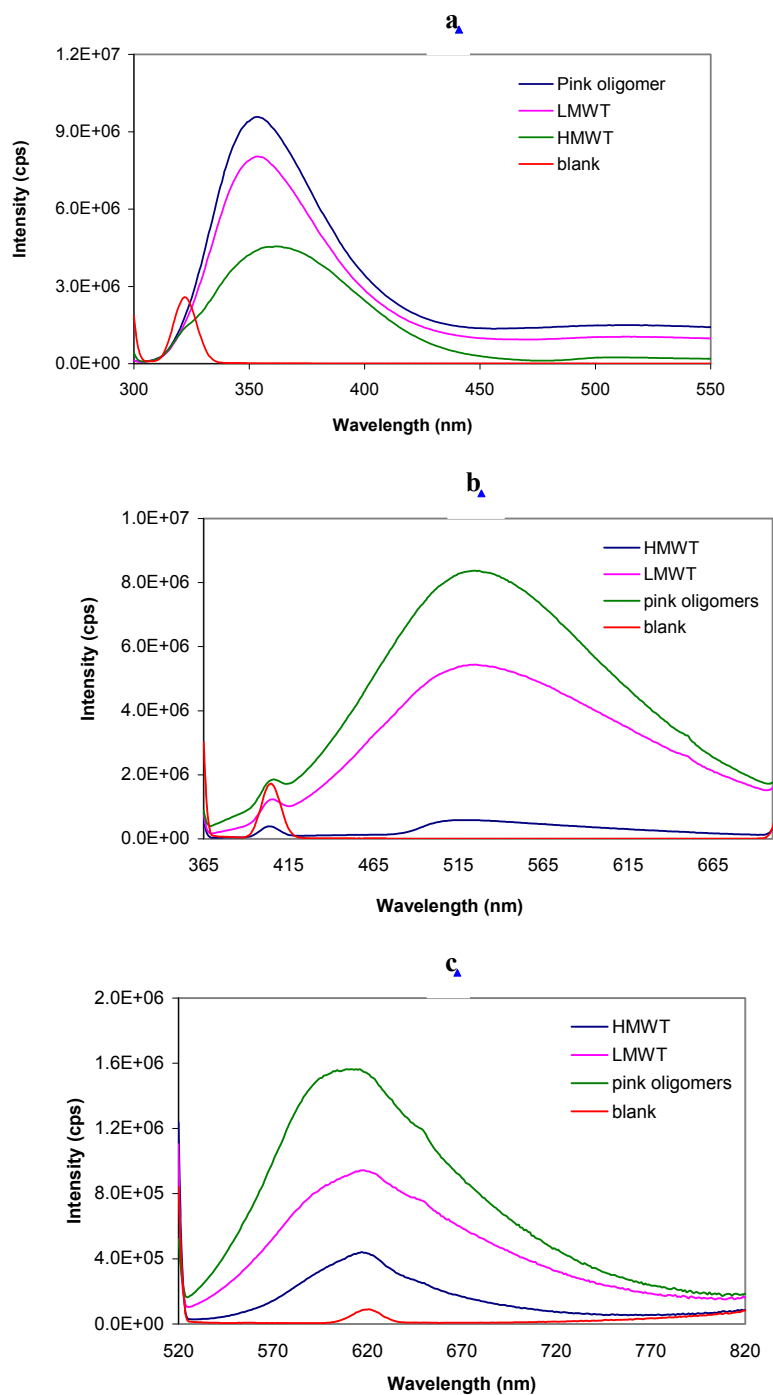 a
1.2E+07
9.0E+06
6.0E+06
3.0E+06
0.0E+00
Intensity (cps)
Pink oligomer
LMWT
HMWT
blank
300 350 400 450 500 550
Wavelength (nm)
b
1.0E+07
8.0E+06
6.0E+06
4.0E+06
2.0E+06
0.0E+00
Intensity (cps)
HMWT
LMWT
pink oligomers
blank
365 415 465 515 565 615 665
Wavelength (nm)
c
2.0E+06
1.6E+06
1.2E+06
8.0E+05
4.0E+05
0.0E+00
Intensity (cps)
HMWT
LMWT
pink oligomers
blank
520 570 620 670 720 770 820
Wavelength (nm)